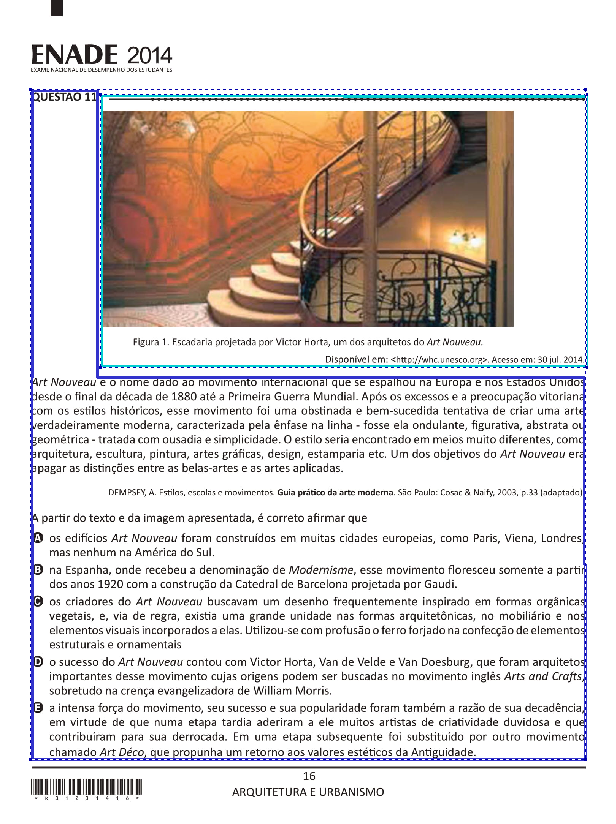 ENADE 2014
EXAME NACIONAL DE DESEMPENHO DOS ESTUDANTES
QUESTÃO 11
Figura 1. Escadaria projetada por Victor Horta, um dos arquitetos do Art Nouveau.
Disponível em: <http://whc.unesco.org>. Acesso em: 30 jul. 2014.
Art Nouveau é o nome dado ao movimento internacional que se espalhou na Europa e nos Estados Unidos
desde o final da década de 1880 até a Primeira Guerra Mundial. Após os excessos e a preocupação vitoriana
com os estilos históricos, esse movimento foi uma obstinada e bem-sucedida tentativa de criar uma arte
verdadeiramente moderna, caracterizada pela ênfase na linha - fosse ela ondulante, figurativa, abstrata ou
geométrica - tratada com ousadia e simplicidade. O estilo seria encontrado em meios muito diferentes, como
arquitetura, escultura, pintura, artes gráficas, design, estamparia etc. Um dos objetivos do Art Nouveau era
apagar as distinções entre as belas-artes e as artes aplicadas.
DEMPSEY, A. Estilos, escolas e movimentos. Guia prático da arte moderna. São Paulo: Cosac & Naify, 2003, p.33 (adaptado)
A partir do texto e da imagem apresentada, é correto afirmar que
A os edifícios Art Nouveau foram construídos em muitas cidades europeias, como Paris, Viena, Londres,
mas nenhum na América do Sul.
B na Espanha, onde recebeu a denominação de Modernisme, esse movimento floresceu somente a partir
dos anos 1920 com a construção da Catedral de Barcelona projetada por Gaudi.
C os criadores do Art Nouveau buscavam um desenho frequentemente inspirado em formas orgânicas
vegetais, e, via de regra, existia uma grande unidade nas formas arquitetônicas, no mobiliário e nos
elementos visuais incorporados a elas. Utilizou-se com profusão o ferro forjado na confecção de elementos
estruturais e ornamentais
D o sucesso do Art Nouveau contou com Victor Horta, Van de Velde e Van Doesburg, que foram arquitetos
importantes desse movimento cujas origens podem ser buscadas no movimento inglês Arts and Crafts,
sobretudo na crença evangelizadora de William Morris.
E a intensa força do movimento, seu sucesso e sua popularidade foram também a razão de sua decadência,
em virtude de que numa etapa tardia aderiram a ele muitos artistas de criatividade duvidosa e que
contribuíram para sua derrocada. Em uma etapa subsequente foi substituído por outro movimento
chamado Art Déco, que propunha um retorno aos valores estéticos da Antiguidade.
16
ARQUITETURA E URBANISMO